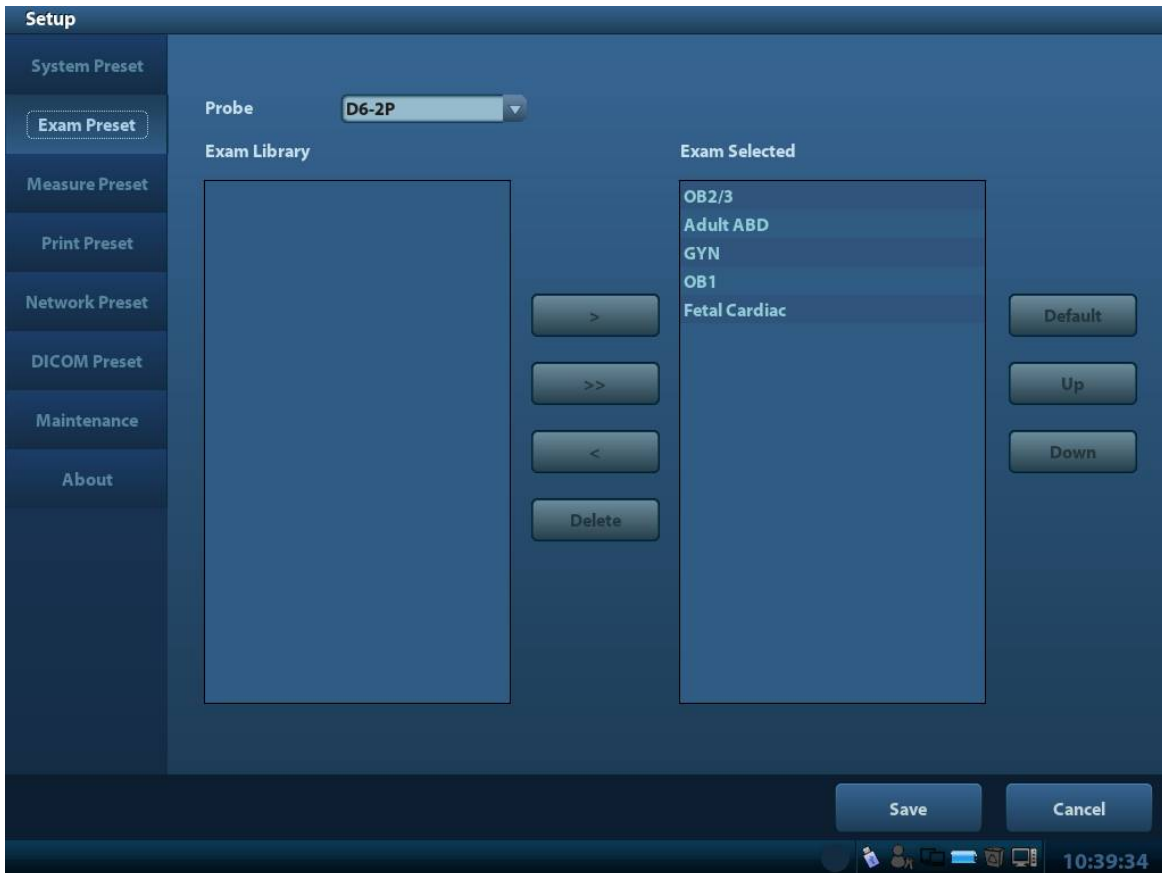 Setup
System Preset
Exam Preset
Measure Preset
Print Preset
Network Preset
DICOM Preset
Maintenance
About
Probe
D6-2P
Exam Library
>
>>
<
Delete
Exam Selected
OB2/3
Adult ABD
GYN
OB1
Fetal Cardiac
Default
Up
Down
Save
Cancel
10:39:34